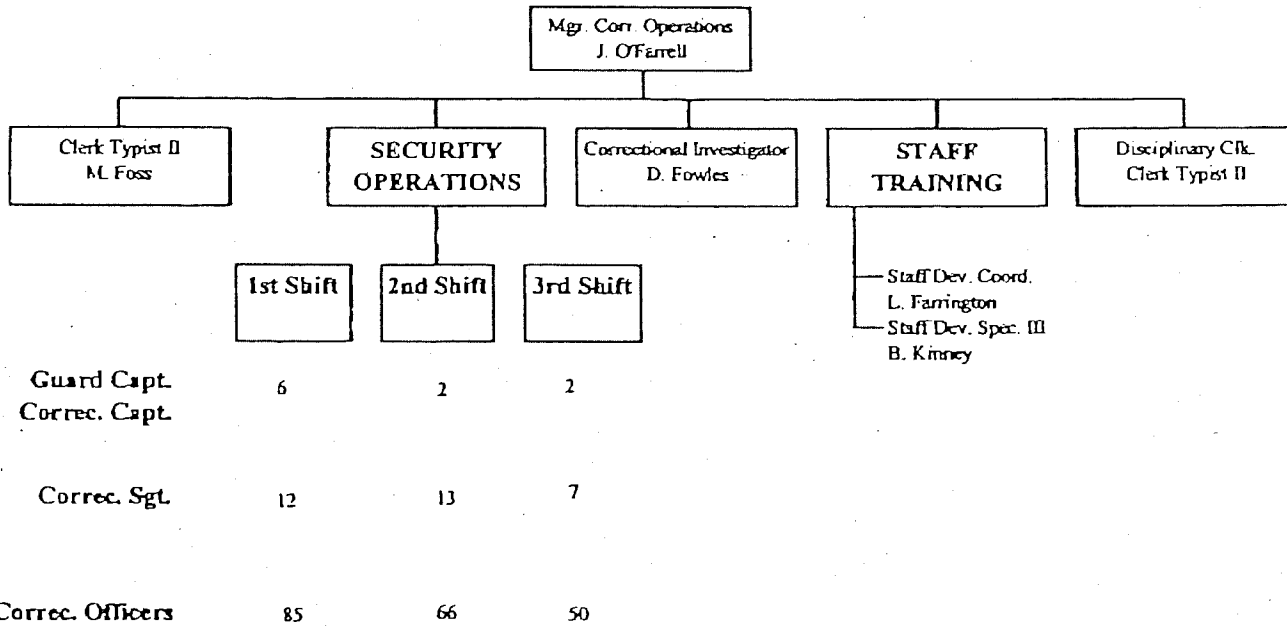 Mgr. Corr. Operations
J. O'Farrell
Clerk Typist II
M. Foss
SECURITY
OPERATIONS
Correctional Investigator
D. Fowles
STAFF
TRAINING
Disciplinary Clk.
Clerk Typist II
1st Shift
2nd Shift
3rd Shift
Staff Dev. Coord.
L. Farrington
Staff Dev. Spec. III
B. Kinney
Guard Capt. 6 2 2
Correc. Capt.
Correc. Sgt. 12 13 7
Correc. Officers 85 66 50